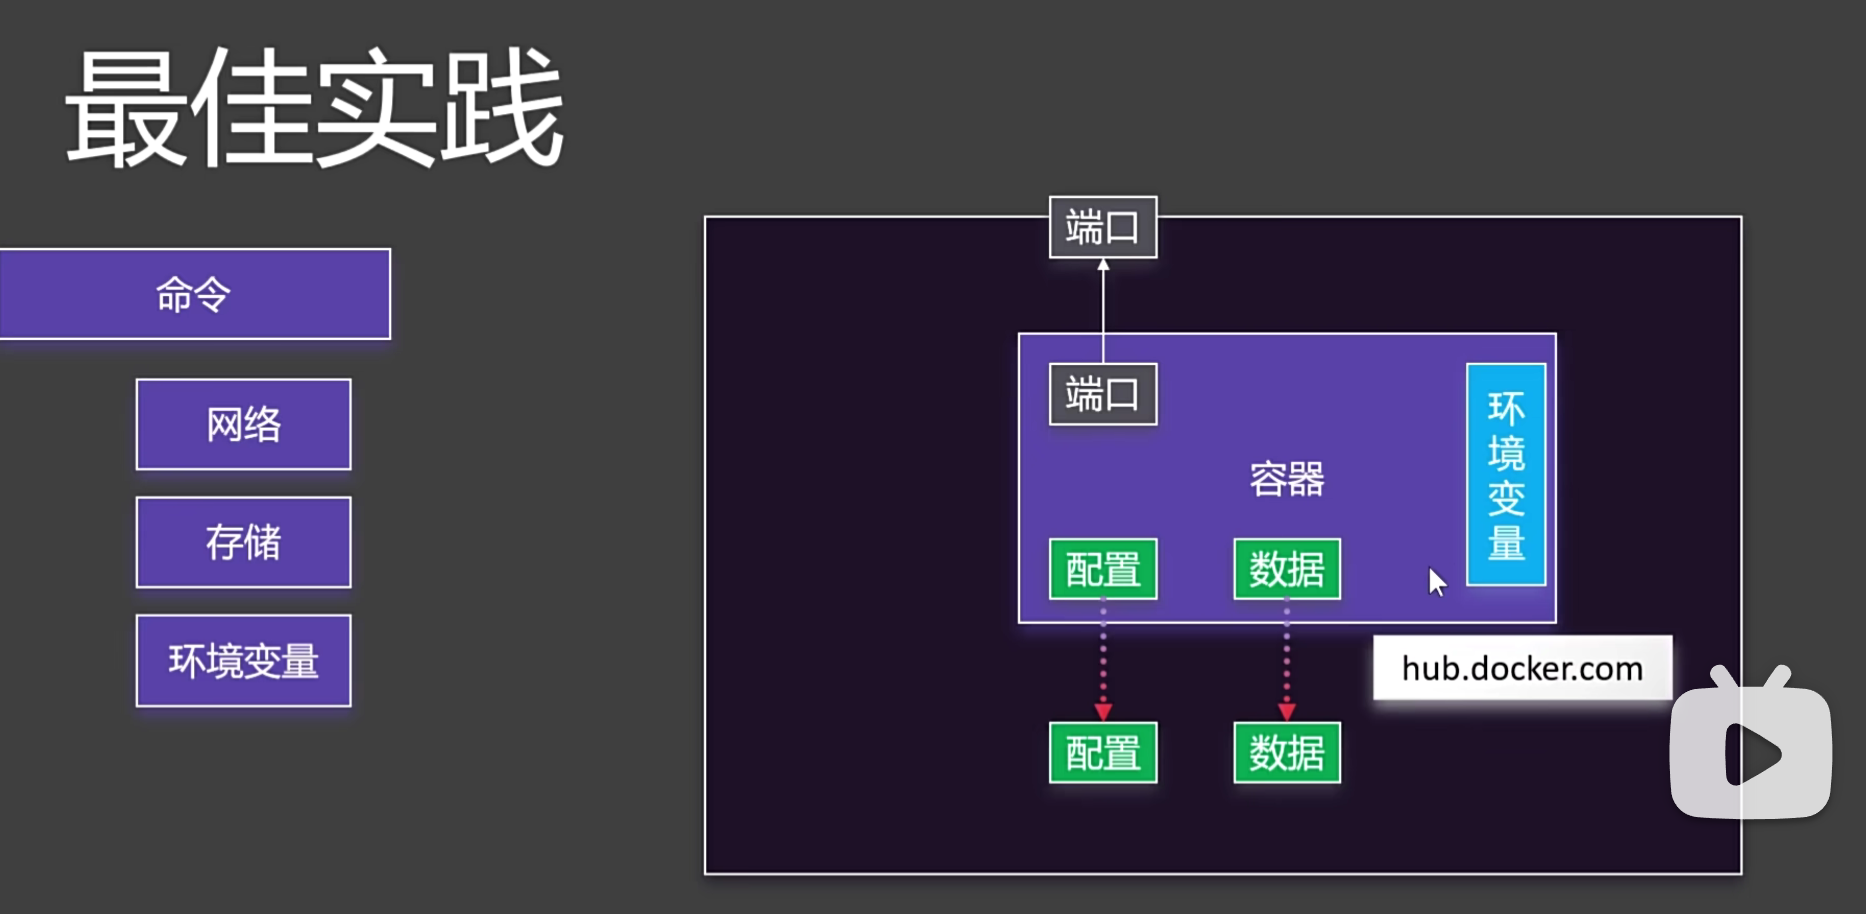 最佳实践
命令
网络
存储
环境变量
端口
端口
容器
环境变量
配置
数据
hub.docker.com
配置
数据